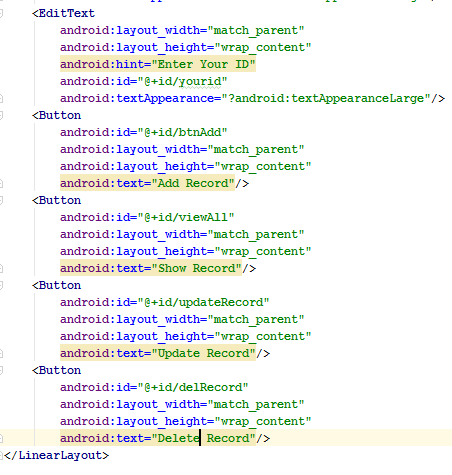 <EditText
android:layout_width="match_parent"
android:layout_height="wrap_content"
android:hint="Enter Your ID"
android:id="@+id/yourid"
android:textAppearance="?android:textAppearanceLarge"/>
<Button
android:id="@+id/btnAdd"
android:layout_width="match_parent"
android:layout_height="wrap_content"
android:text="Add Record"/>
<Button
android:id="@+id/viewAll"
android:layout_width="match_parent"
android:layout_height="wrap_content"
android:text="Show Record"/>
<Button
android:id="@+id/updateRecord"
android:layout_width="match_parent"
android:layout_height="wrap_content"
android:text="Update Record"/>
<Button
android:id="@+id/delRecord"
android:layout_width="match_parent"
android:layout_height="wrap_content"
android:text="Delete Record"/>
</LinearLayout>